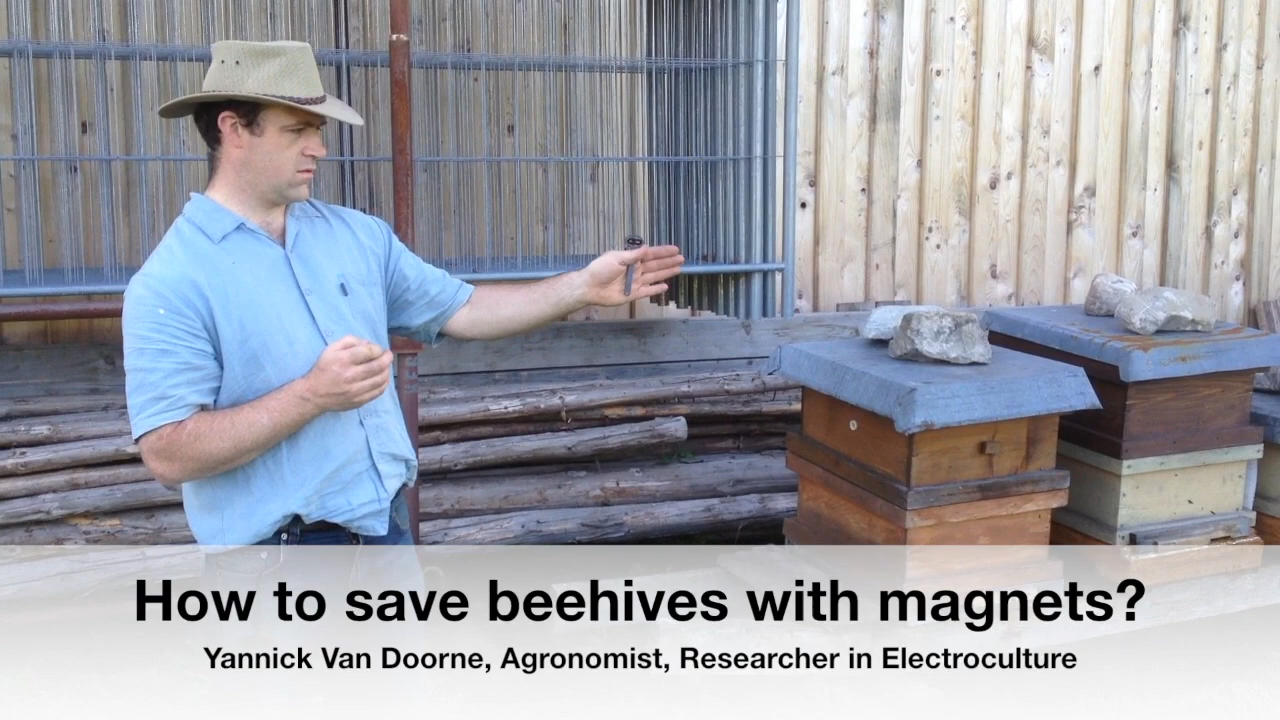 How to save beehives with magnets?
Yannick Van Doorne, Agronomist, Researcher in Electroculture